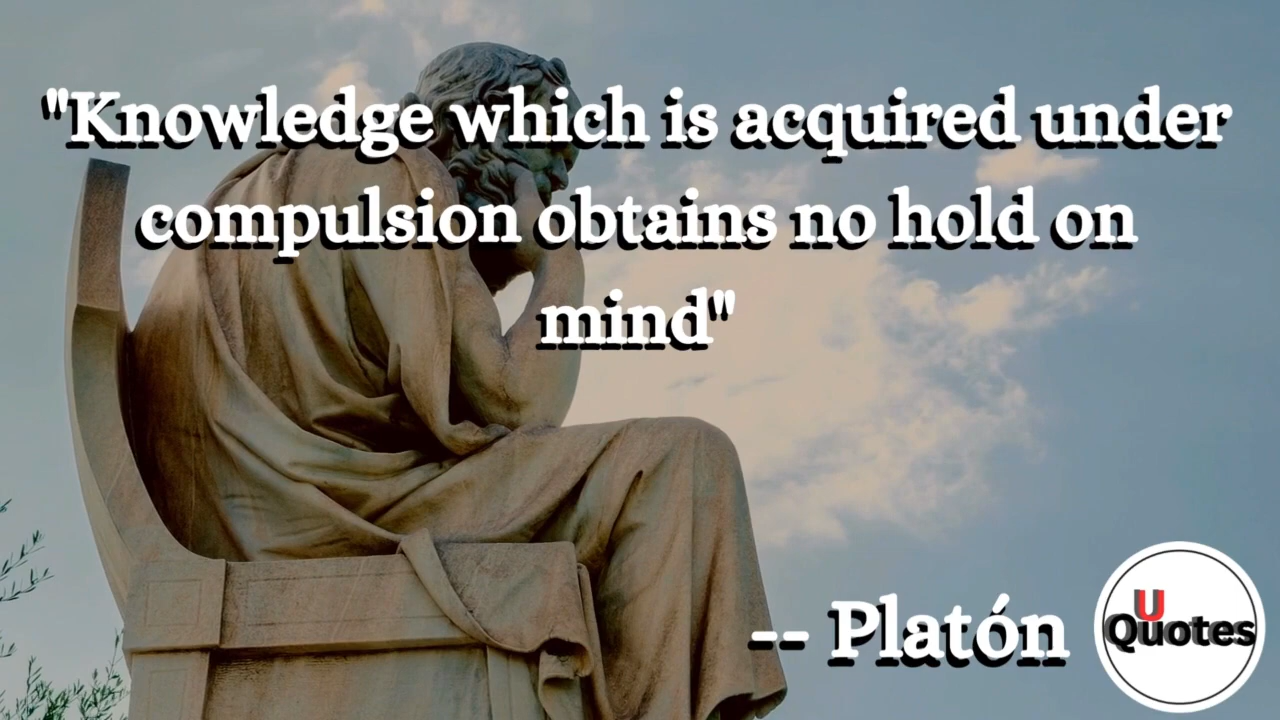 "Knowledge which is acquired under
compulsion obtains no hold on
mind"
-- Platón
U
Quotes